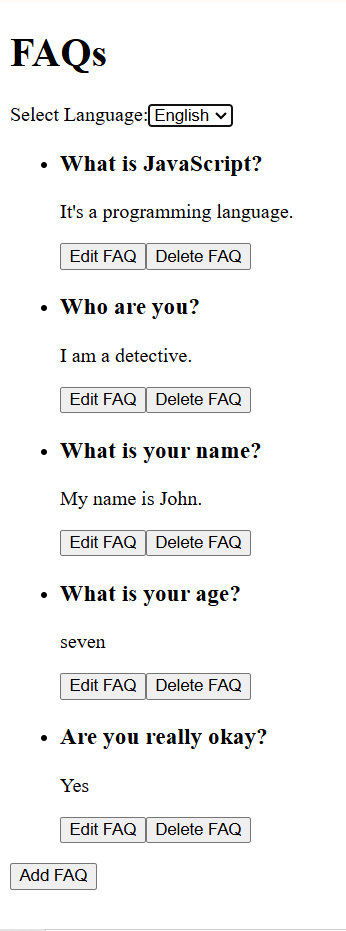 FAQs
Select Language: English
What is JavaScript?
It's a programming language.
Edit FAQ Delete FAQ
Who are you?
I am a detective.
Edit FAQ Delete FAQ
What is your name?
My name is John.
Edit FAQ Delete FAQ
What is your age?
seven
Edit FAQ Delete FAQ
Are you really okay?
Yes
Edit FAQ Delete FAQ
Add FAQ